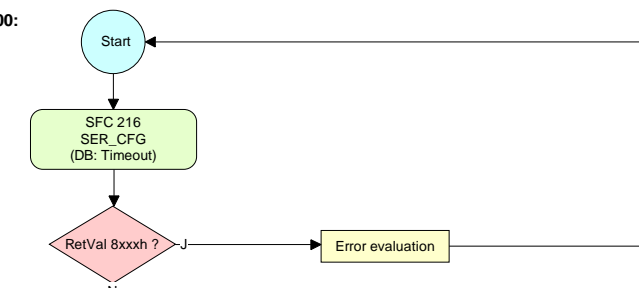 00:
Start
SFC 216
SER_CFG
(DB: Timeout)
RetVal 8xxxh ?
J
Error evaluation
N